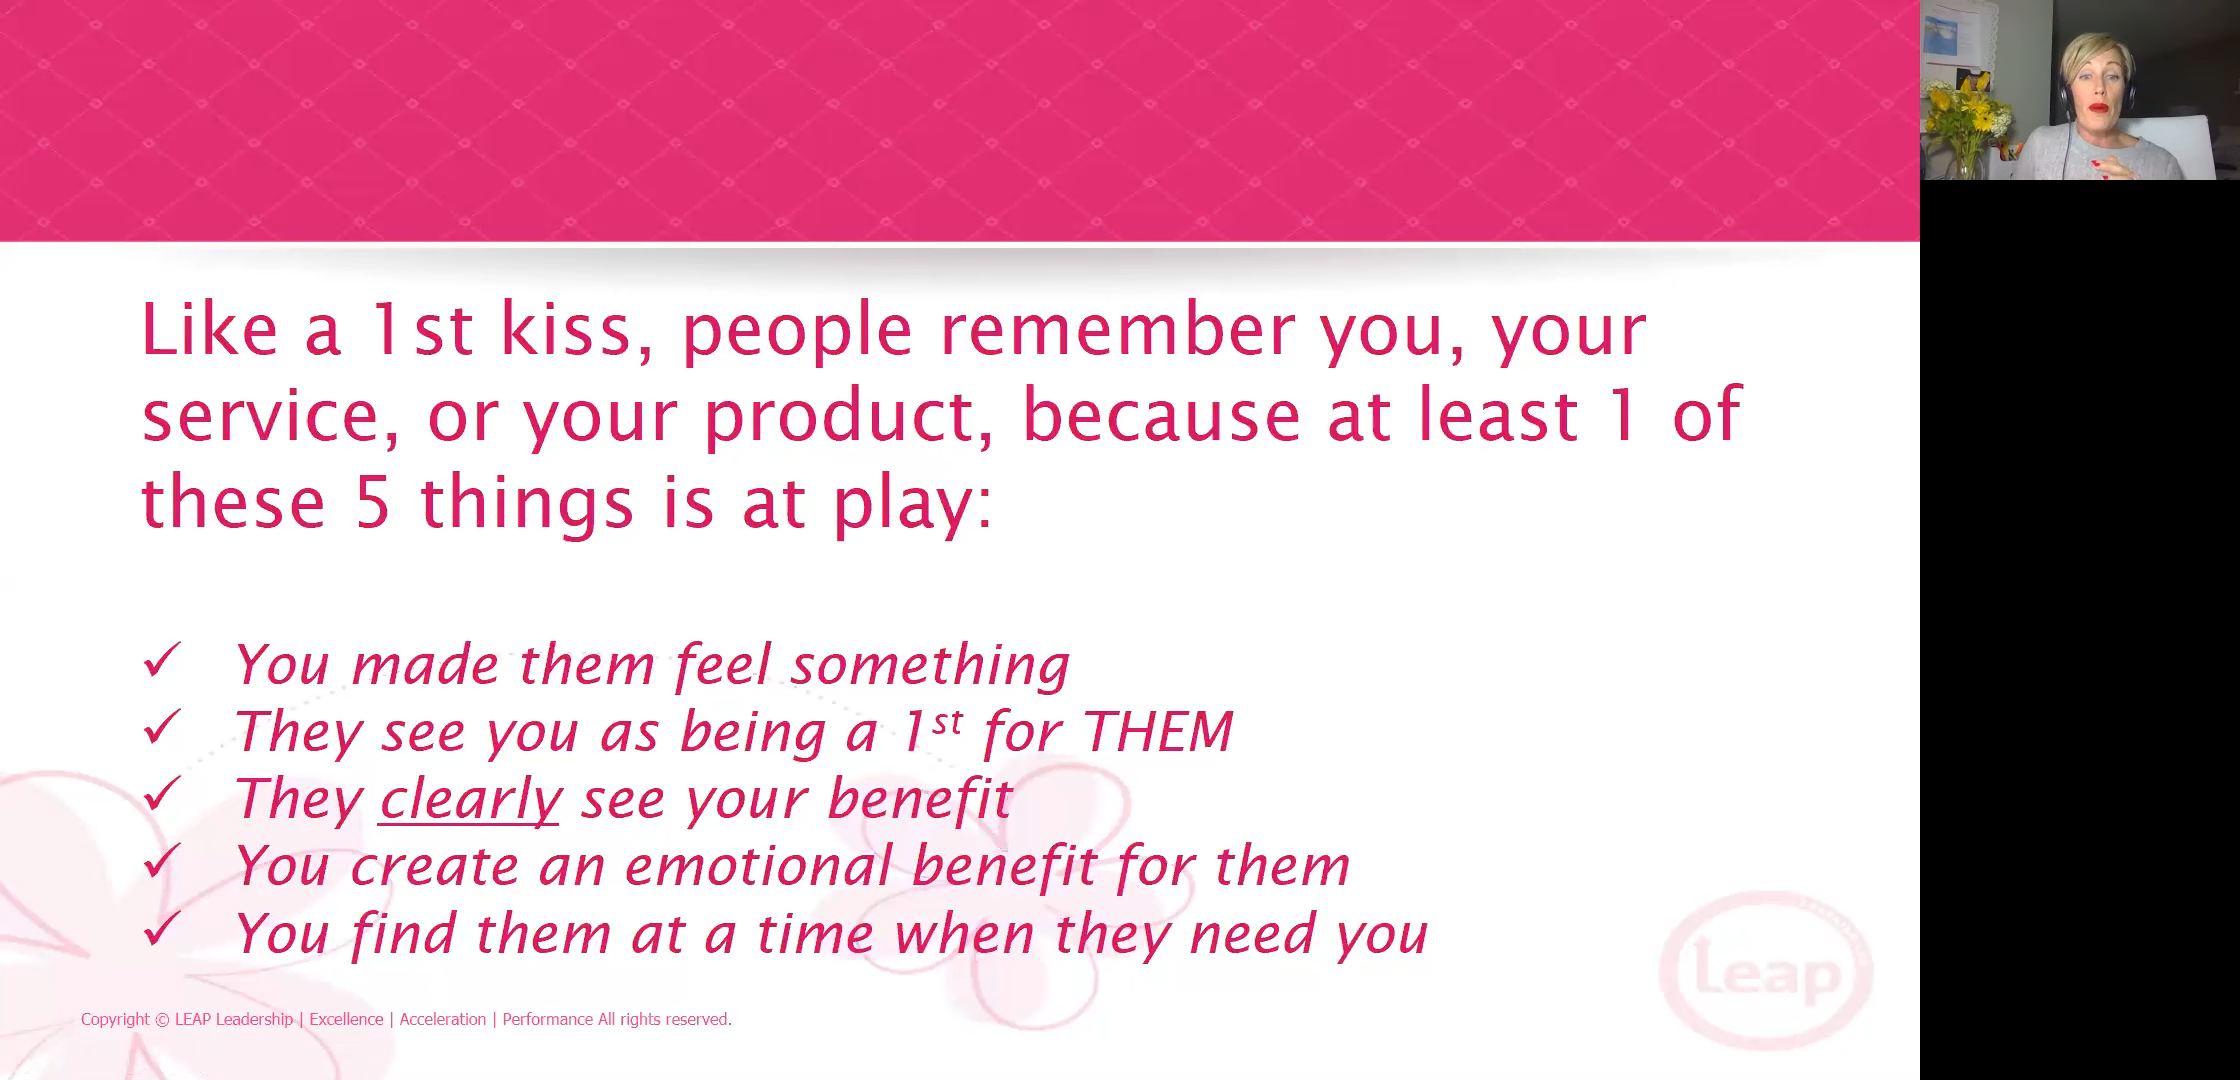 Like a 1st kiss, people remember you, your
service, or your product, because at least 1 of
these 5 things is at play:
✓ You made them feel something
✓ They see you as being a 1st for THEM
✓ They clearly see your benefit
✓ You create an emotional benefit for them
✓ You find them at a time when they need you
Leap
Copyright © LEAP Leadership | Excellence | Acceleration | Performance All rights reserved.